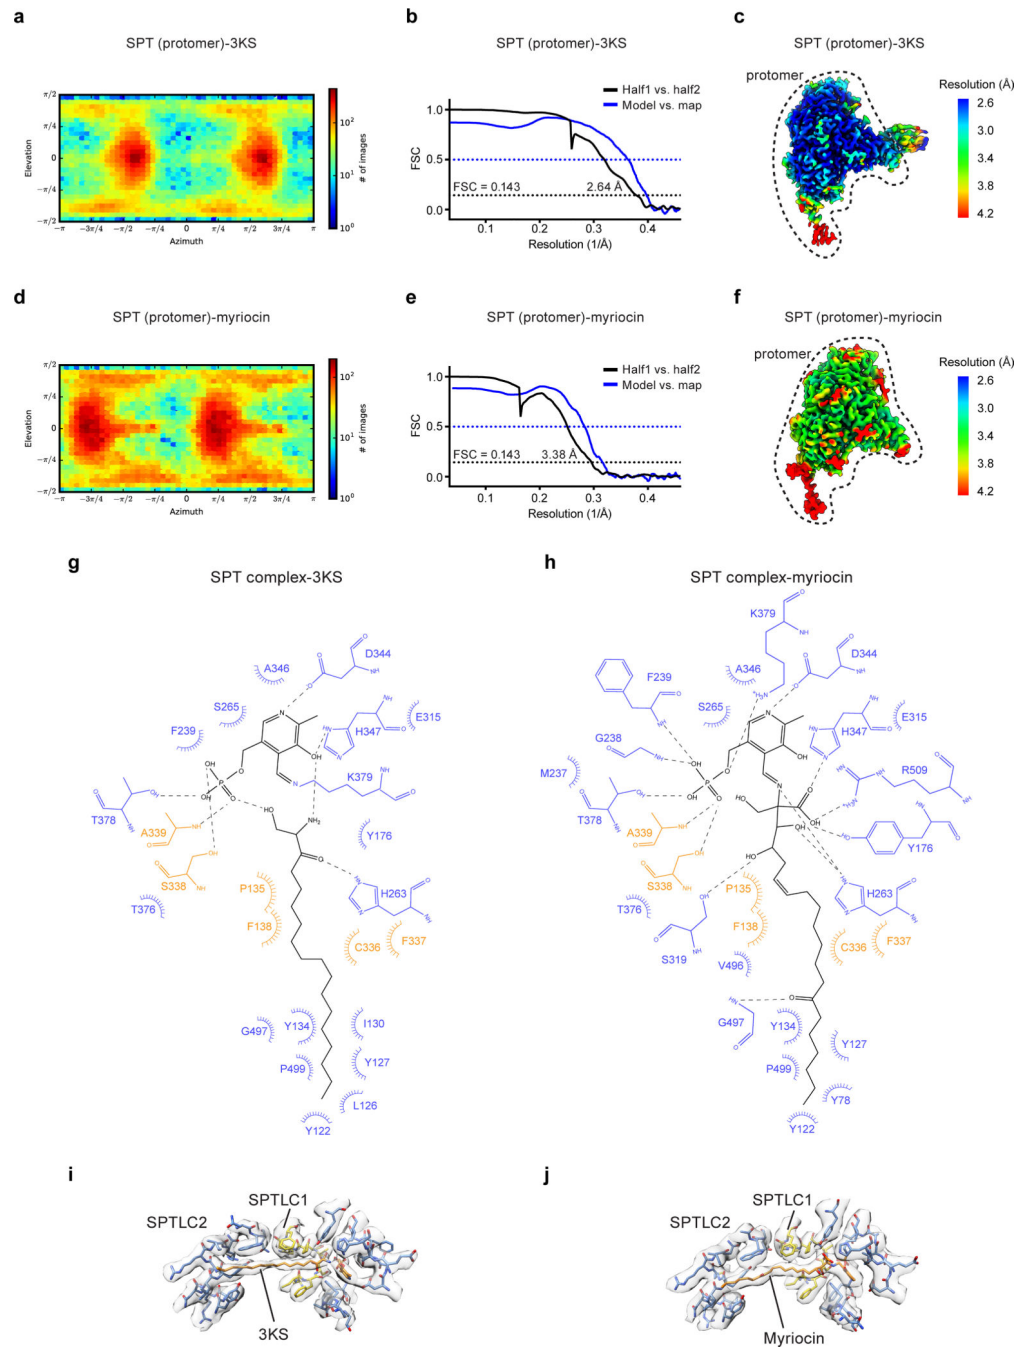 a
SPT (protomer)-3KS
π/2
π/4
0
−π/4
−π/2
Elevation
−π
−3π/4
−π/2
−π/4
0
π/4
π/2
3π/4
π
Azimuth
10²
10¹
10⁰
# of images
b
SPT (protomer)-3KS
Half1 vs. half2
Model vs. map
1.0
0.5
0.0
FSC
FSC = 0.143
2.64 Å
0.1
0.2
0.3
0.4
Resolution (1/Å)
c
SPT (protomer)-3KS
protomer
Resolution (Å)
2.6
3.0
3.4
3.8
4.2
d
SPT (protomer)-myriocin
π/2
π/4
0
−π/4
−π/2
Elevation
−π
−3π/4
−π/2
−π/4
0
π/4
π/2
3π/4
π
Azimuth
10²
10¹
10⁰
# of images
e
SPT (protomer)-myriocin
Half1 vs. half2
Model vs. map
1.0
0.5
0.0
FSC
FSC = 0.143
3.38 Å
0.1
0.2
0.3
0.4
Resolution (1/Å)
f
SPT (protomer)-myriocin
protomer
Resolution (Å)
2.6
3.0
3.4
3.8
4.2
g
SPT complex-3KS
D344
A346
S265
F239
H347
E315
K379
T378
A339
Y176
S338
P135
T376
F138
H263
C336
F337
G497
Y134
I130
P499
Y127
L126
Y122
h
SPT complex-myriocin
K379
F239
A346
D344
S265
G238
H347
E315
M237
R509
T378
A339
Y176
S338
P135
T376
F138
H263
C336
F337
S319
V496
G497
Y134
Y127
P499
Y78
Y122
i
SPTLC1
SPTLC2
3KS
j
SPTLC1
SPTLC2
Myriocin